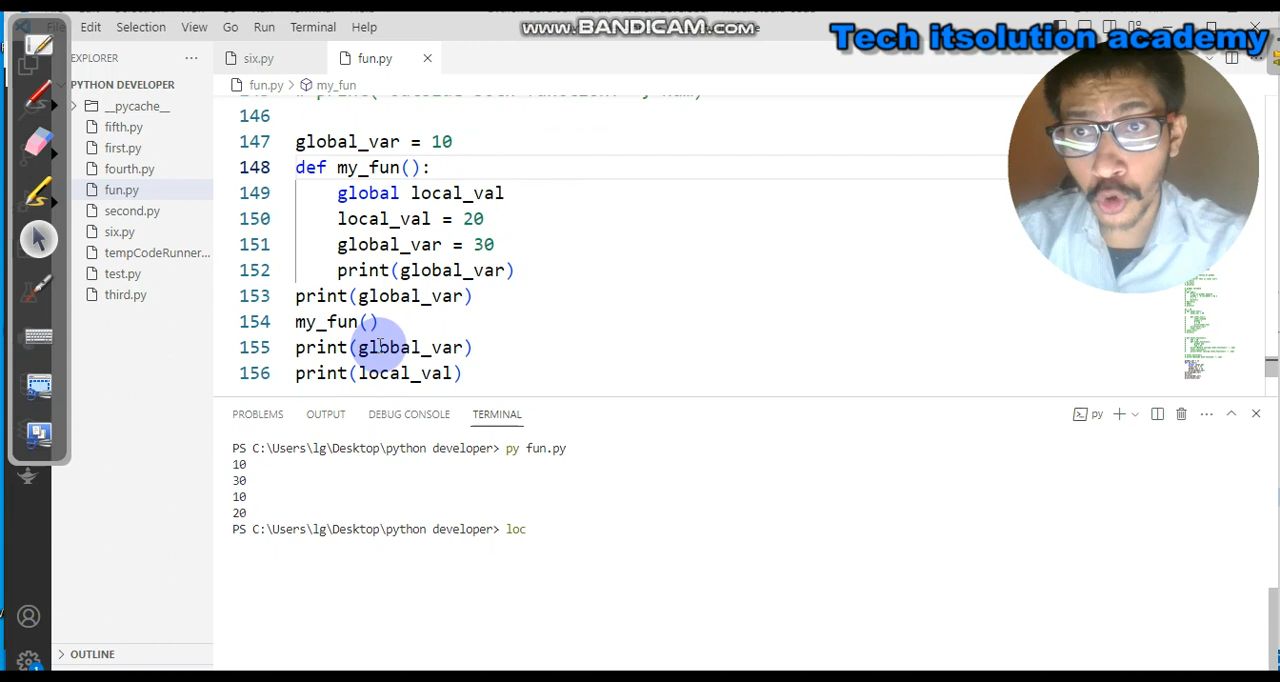 File Edit Selection View Go Run Terminal Help
WWW.BANDICAM.COM
Tech itsolution academy
EXPLORER ...
six.py
fun.py
PYTHON DEVELOPER
__pycache__
fifth.py
first.py
fourth.py
fun.py
second.py
six.py
tempCodeRunner...
test.py
third.py
fun.py > my_fun
146
147 global_var = 10
148 def my_fun():
149 global local_val
150 local_val = 20
151 global_var = 30
152 print(global_var)
153 print(global_var)
154 my_fun()
155 print(global_var)
156 print(local_val)
PROBLEMS OUTPUT DEBUG CONSOLE TERMINAL
py
PS C:\Users\lg\Desktop\python developer> py fun.py
10
30
10
20
PS C:\Users\lg\Desktop\python developer> loc
OUTLINE
1